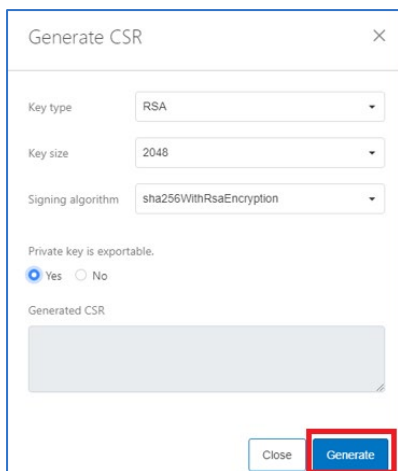 Generate CSR
Key type RSA
Key size 2048
Signing algorithm sha256WithRsaEncryption
Private key is exportable.
Yes No
Generated CSR
Close Generate